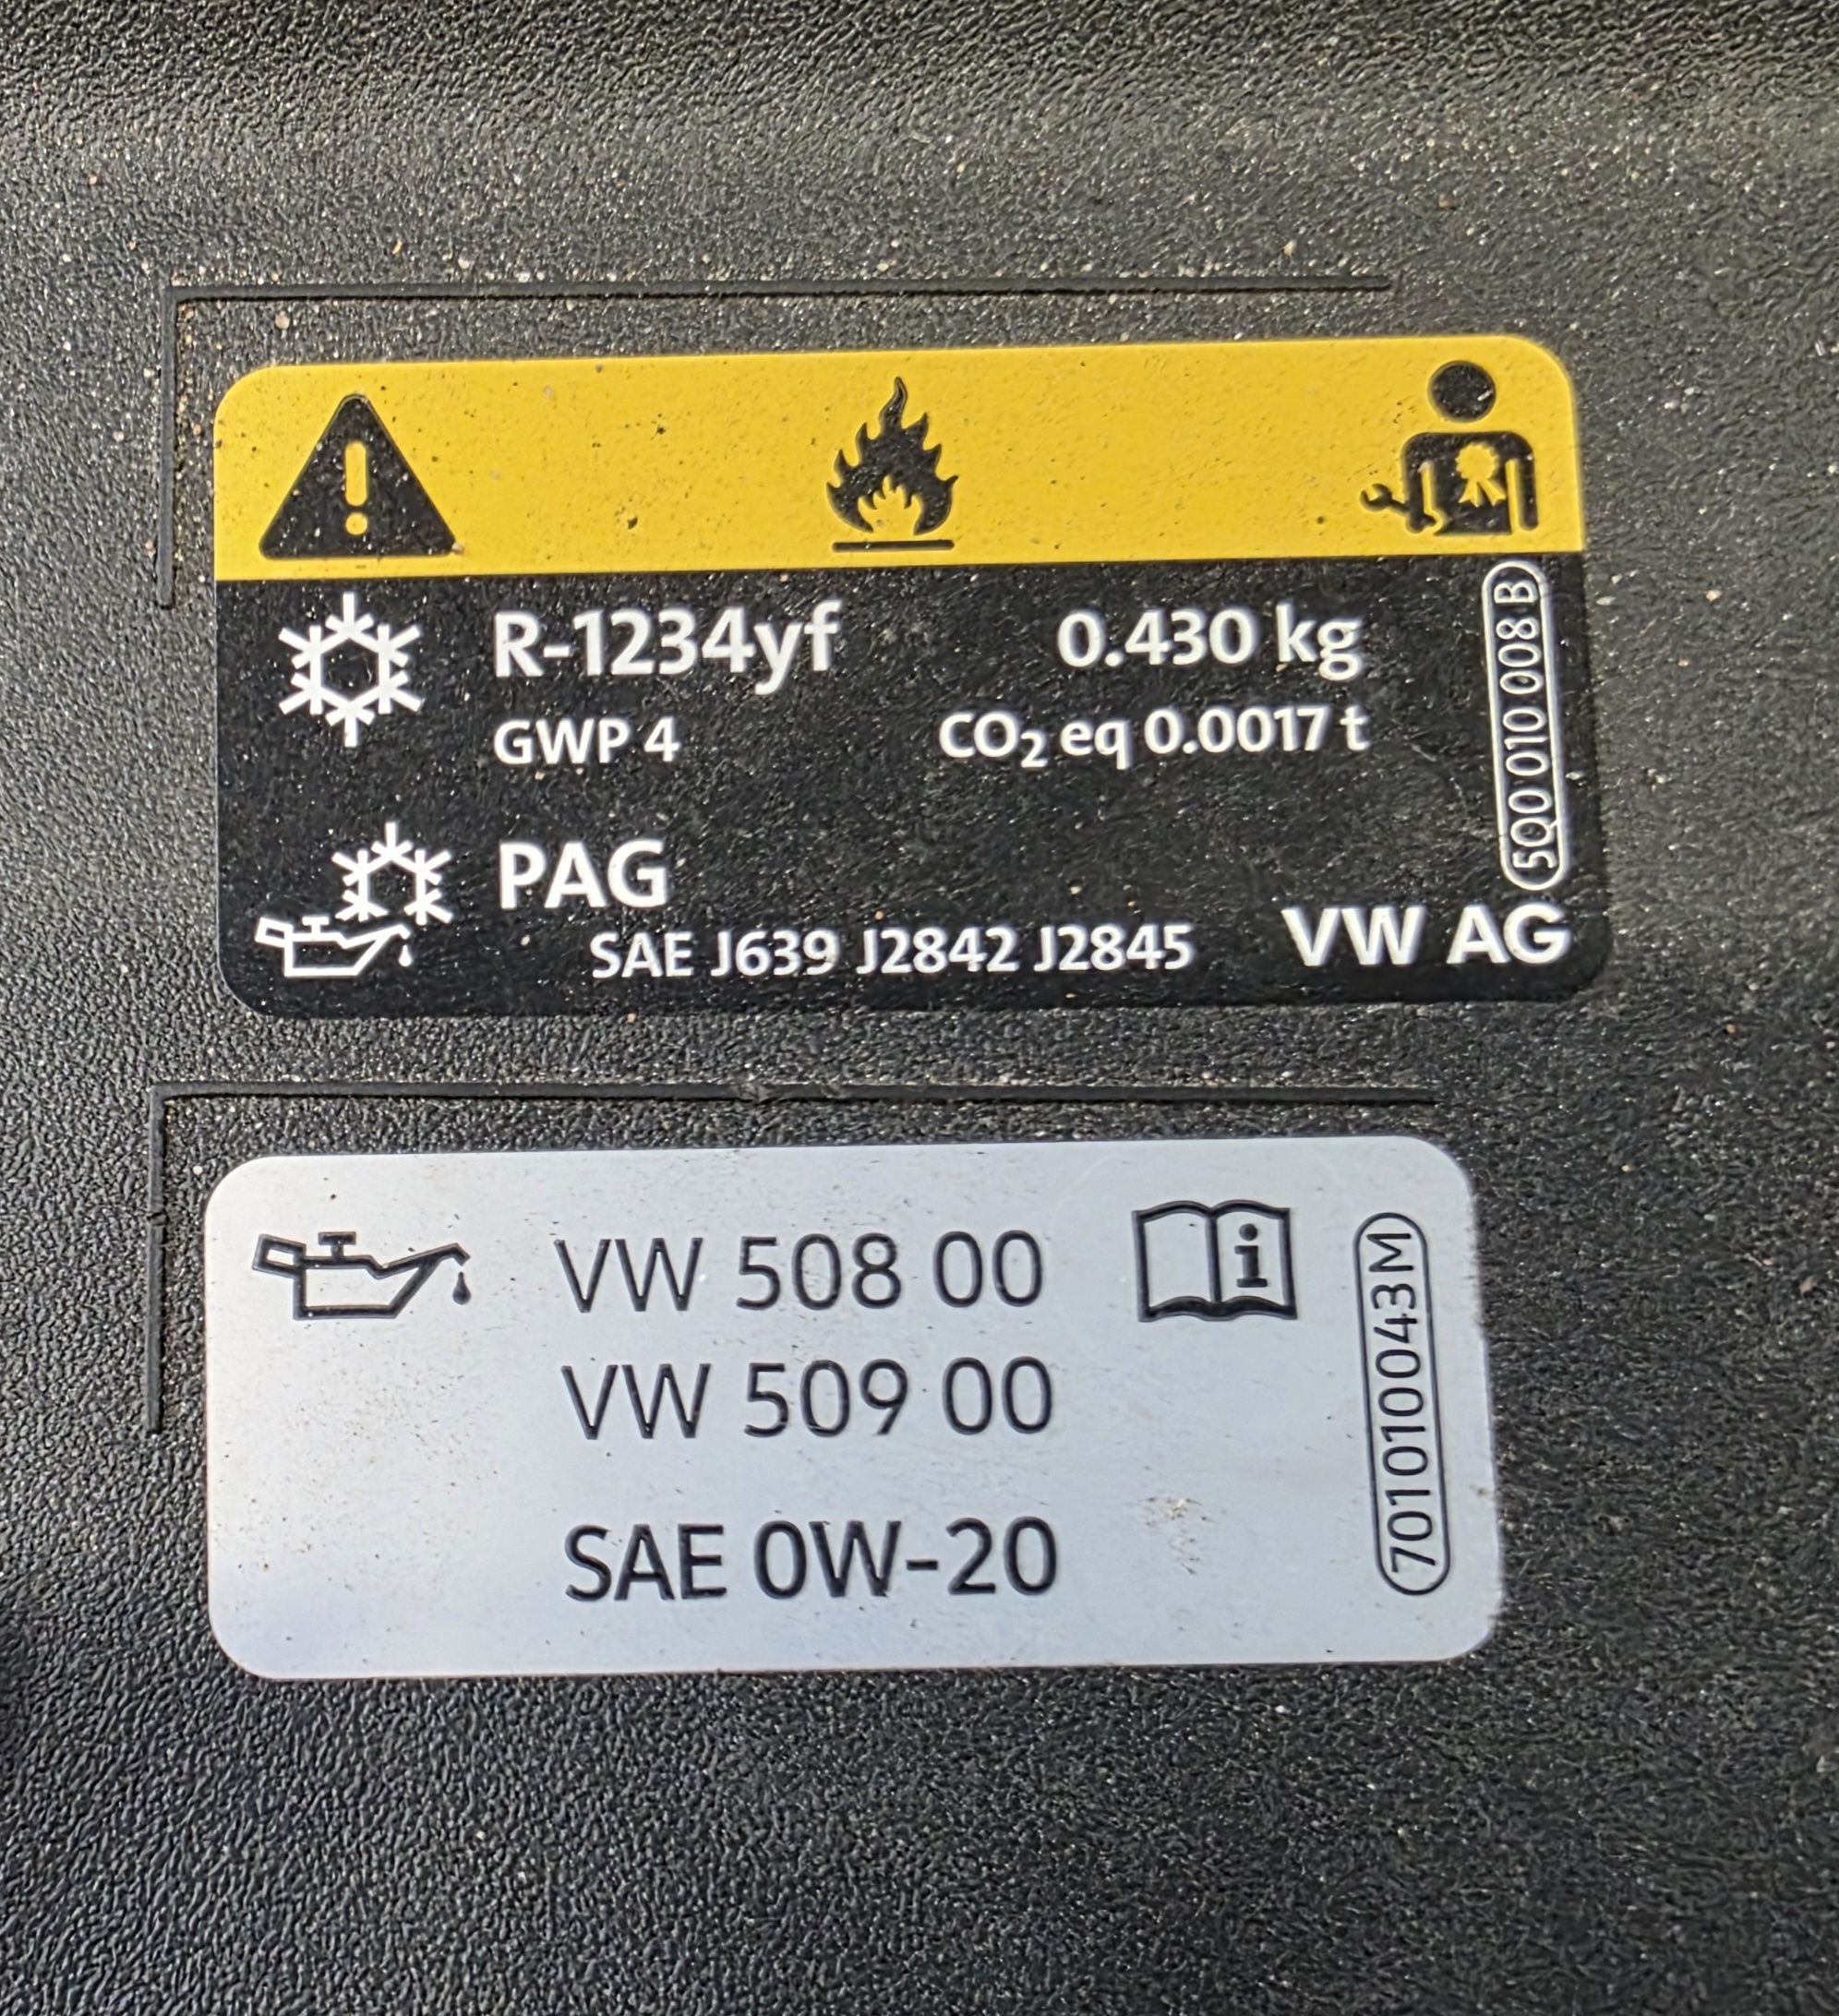 R-1234yf 0.430 kg
GWP 4 CO₂ eq 0.0017 t
PAG
SAE J639 J2842 J2845 VW AG
5Q0 010 008 B
VW 508 00
VW 509 00
SAE 0W-20
701010043M